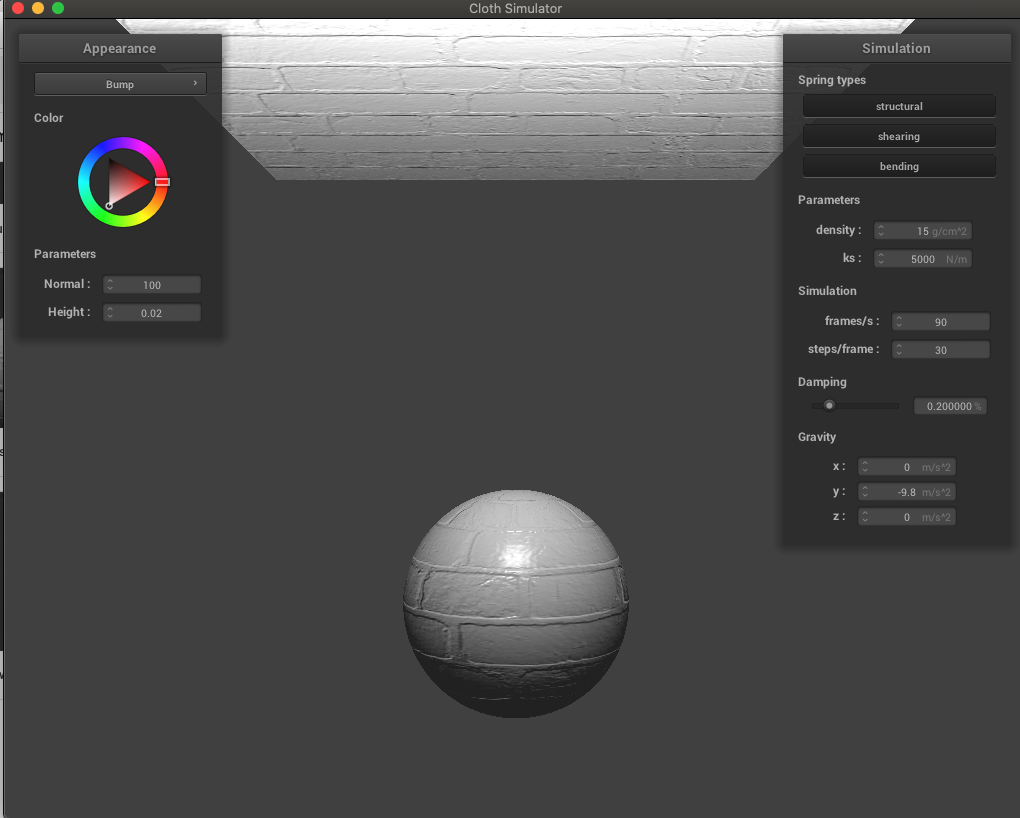 Cloth Simulator
Appearance
Bump
Color
Parameters
Normal : 100
Height : 0.02
Simulation
Spring types
structural
shearing
bending
Parameters
density : 15 g/cm^2
ks : 5000 N/m
Simulation
frames/s : 90
steps/frame : 30
Damping
0.200000 %
Gravity
x : 0 m/s^2
y : -9.8 m/s^2
z : 0 m/s^2